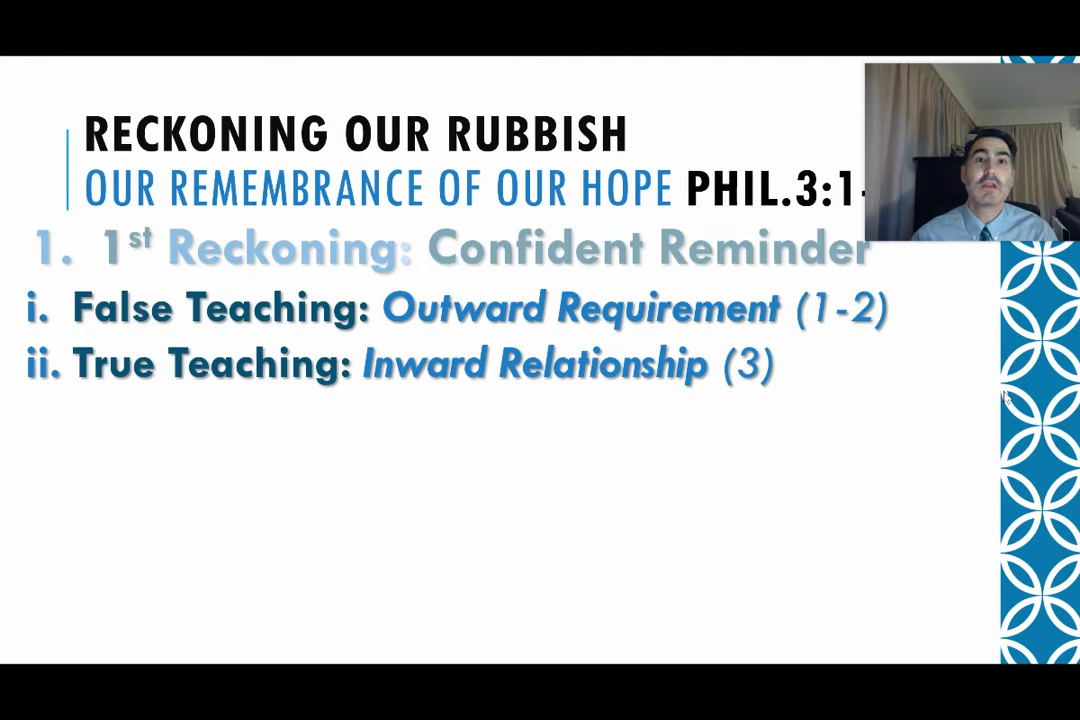 RECKONING OUR RUBBISH
OUR REMEMBRANCE OF OUR HOPE PHIL.3:1-
1. 1st Reckoning: Confident Reminder
i. False Teaching: Outward Requirement (1-2)
ii. True Teaching: Inward Relationship (3)